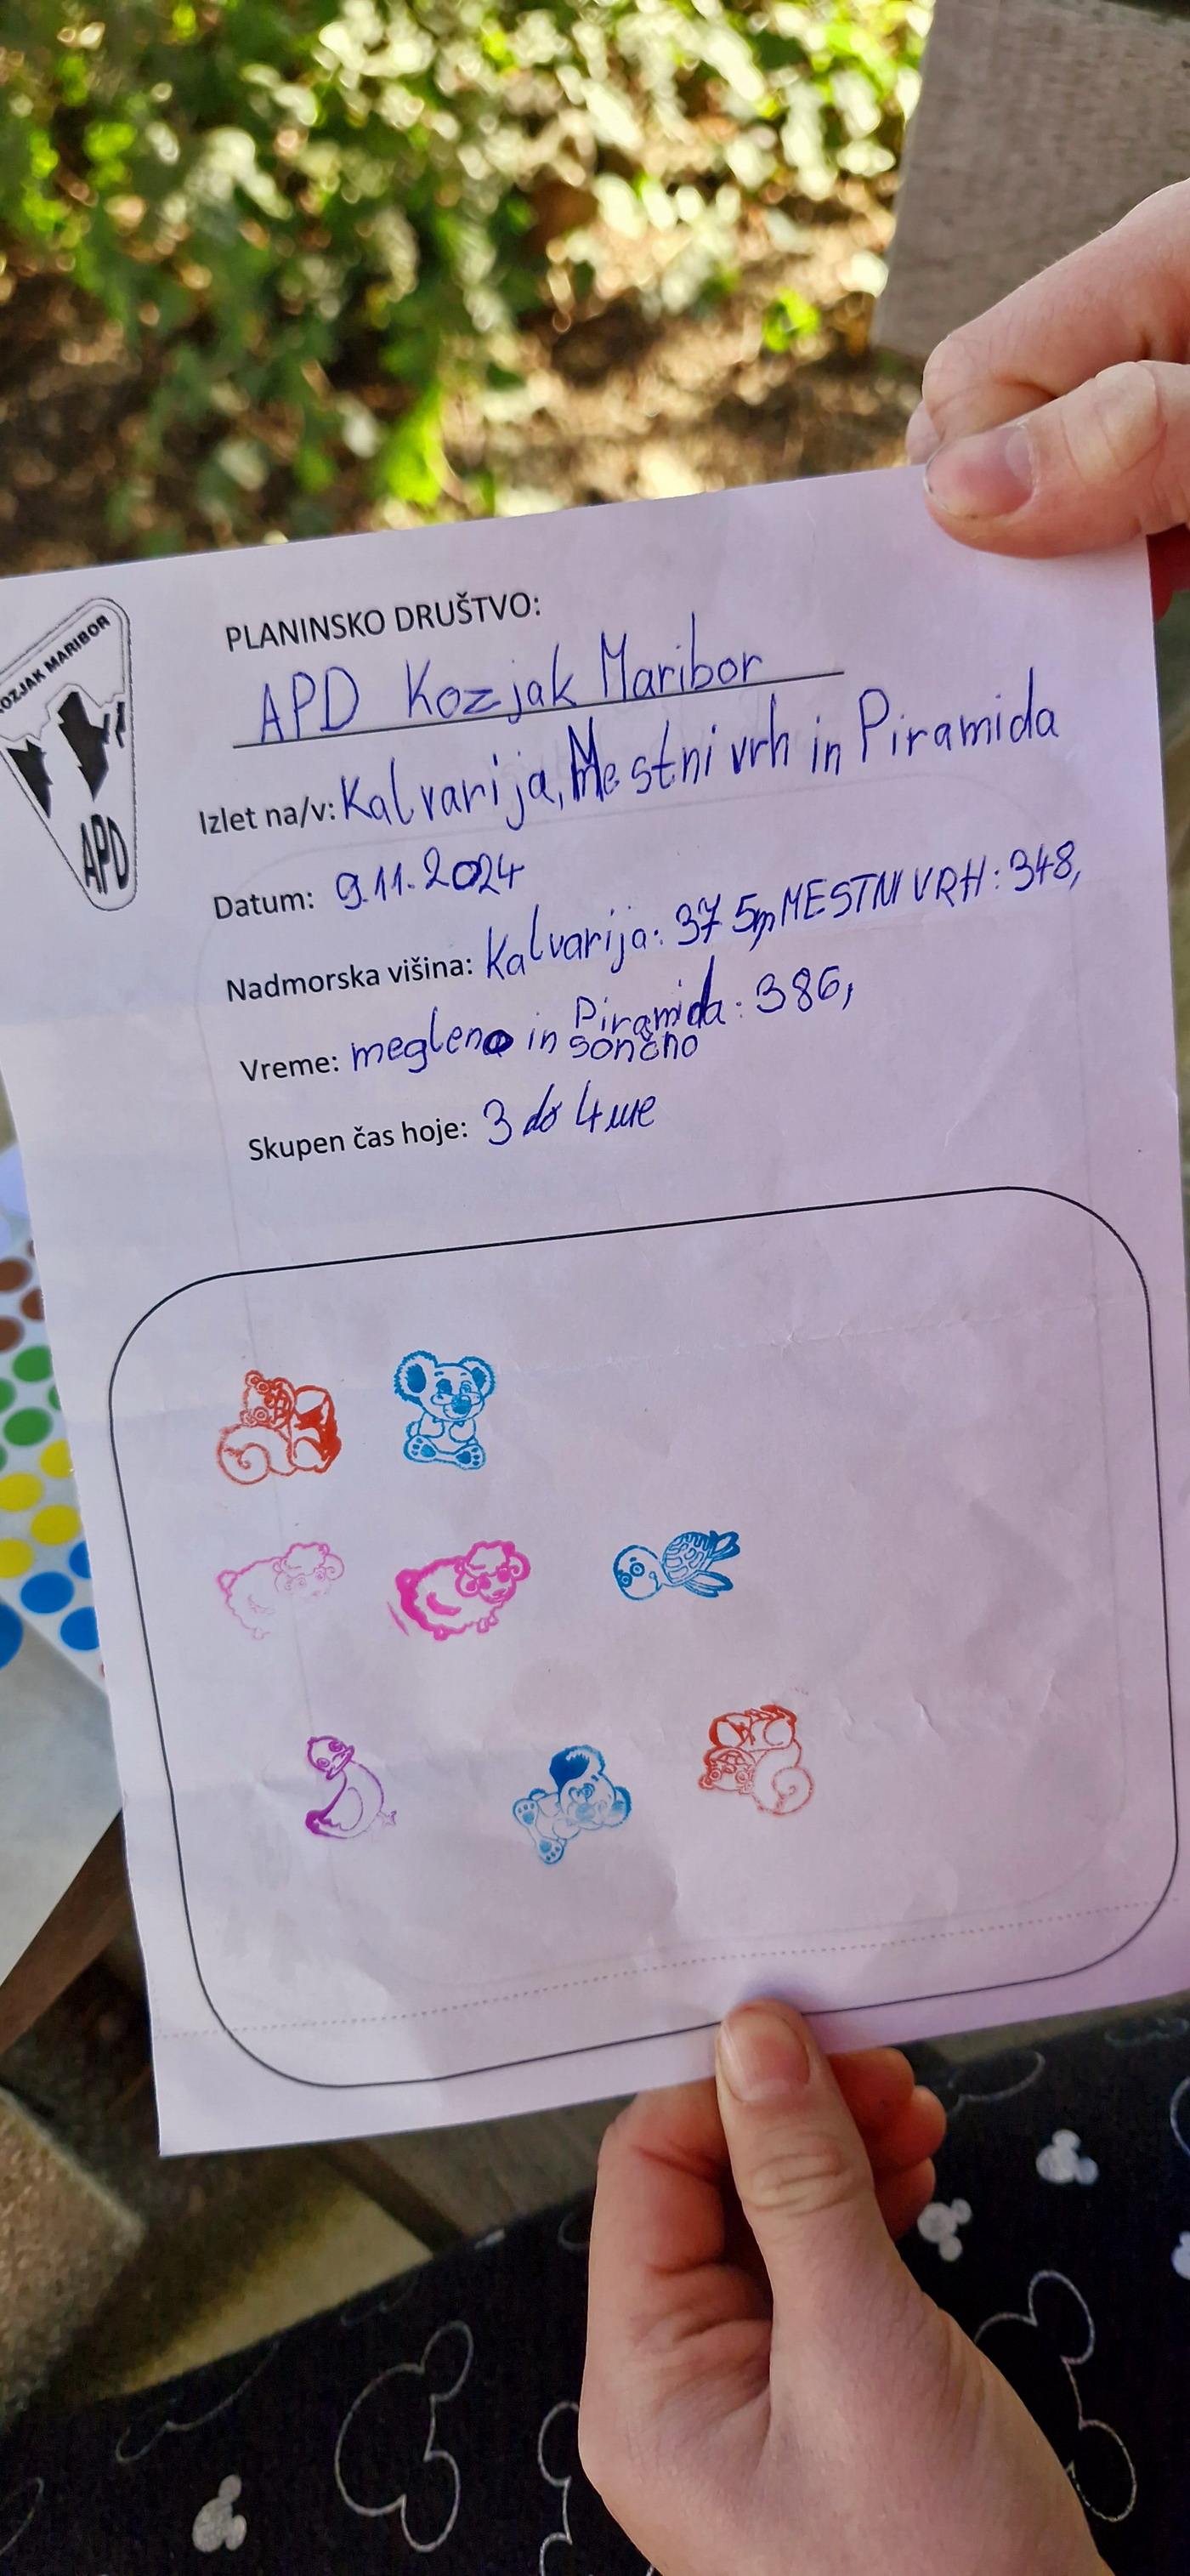 KOZJAK MARIBOR
APD
PLANINSKO DRUŠTVO:
APD Kozjak Maribor
Izlet na/v: Kalvarija, Mestni vrh in Piramida
Datum: 9.11.2024
Nadmorska višina: Kalvarija: 375m MESTNI VRH: 348,
Piramida: 386,
Vreme: megleno in sončno
Skupen čas hoje: 3 do 4 ure